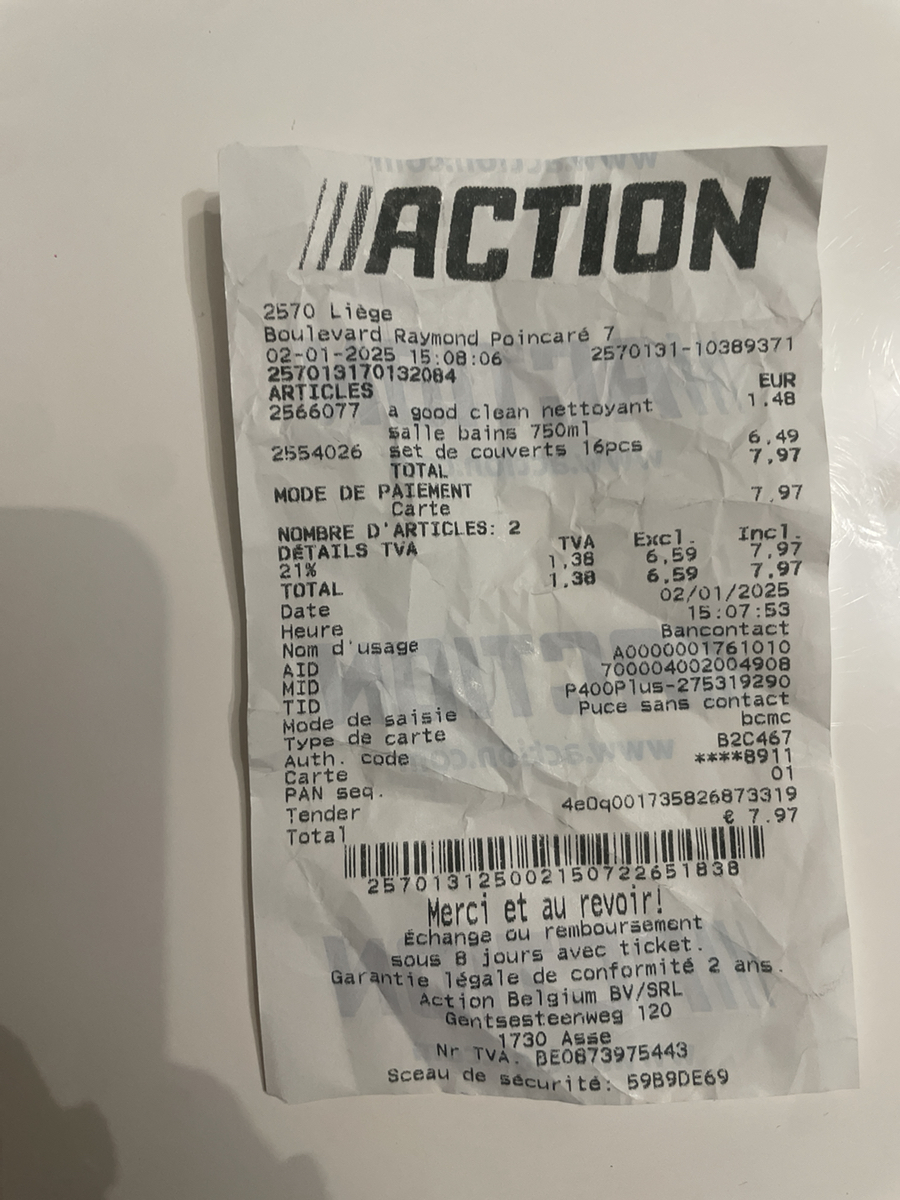 ACTION
2570 Liège
Boulevard Raymond Poincaré 7
02-01-2025 15:08:06 2570131-10389371
257013170132084
ARTICLES EUR
2566077 a good clean nettoyant 1.48
salle bains 750ml
2554026 set de couverts 16pcs 6,49
TOTAL 7,97
MODE DE PAIEMENT
Carte 7,97
NOMBRE D'ARTICLES: 2
DÉTAILS TVA TVA Excl. Incl.
21% 1,38 6,59 7,97
TOTAL 1.38 6.59 7.97
Date 02/01/2025
Heure 15:07:53
Nom d'usage Bancontact
AID A0000001761010
MID 700004002004908
TID P400Plus-275319290
Mode de saisie Puce sans contact
Type de carte bcmc
Auth. code B2C467
Carte ****8911
PAN seq. 01
Tender 4e0q001735826873319
Total € 7.97
257013125002150722651838
Merci et au revoir!
Échange ou remboursement
sous 8 jours avec ticket.
Garantie légale de conformité 2 ans.
Action Belgium BV/SRL
Gentsesteenweg 120
1730 Asse
Nr TVA. BE0873975443
Sceau de sécurité: 59B9DE69